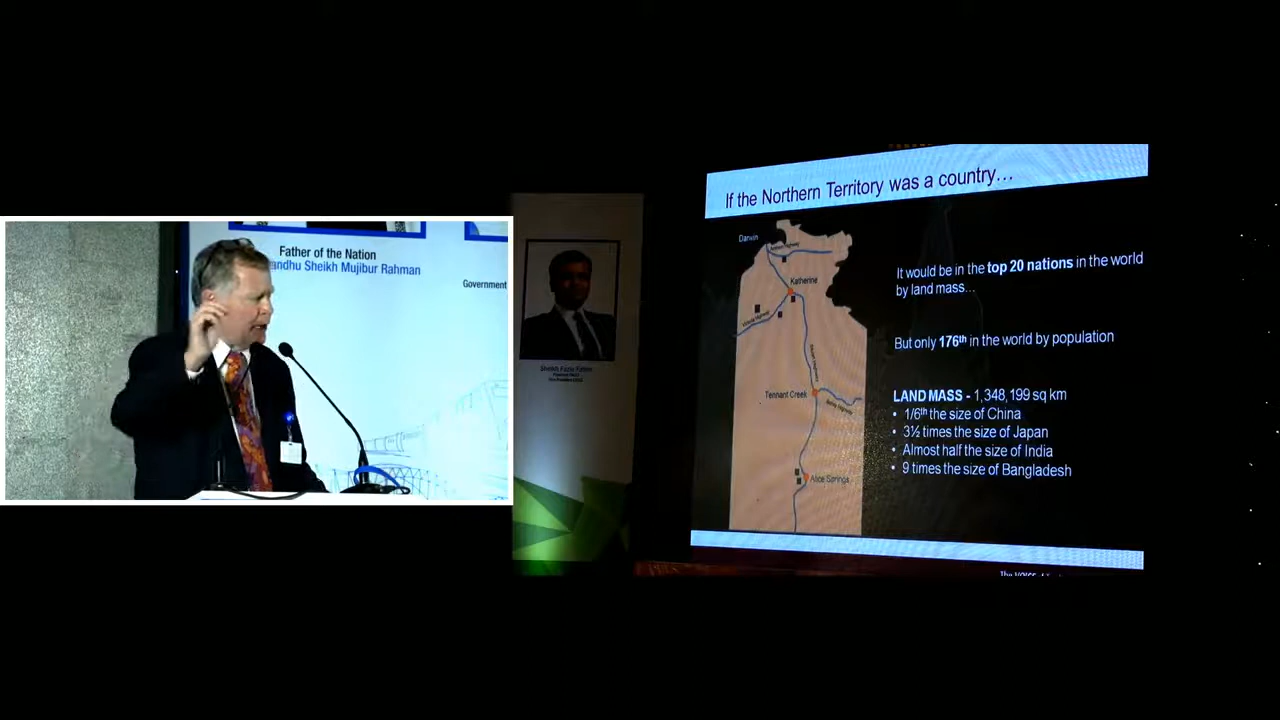 Father of the Nation
andhu Sheikh Mujibur Rahman
Government
If the Northern Territory was a country…
Darwin
Katherine
Tennant Creek
Alice Springs
It would be in the top 20 nations in the world
by land mass…
But only 176th in the world by population
LAND MASS - 1,348,199 sq km
• 1/6th the size of China
• 3½ times the size of Japan
• Almost half the size of India
• 9 times the size of Bangladesh